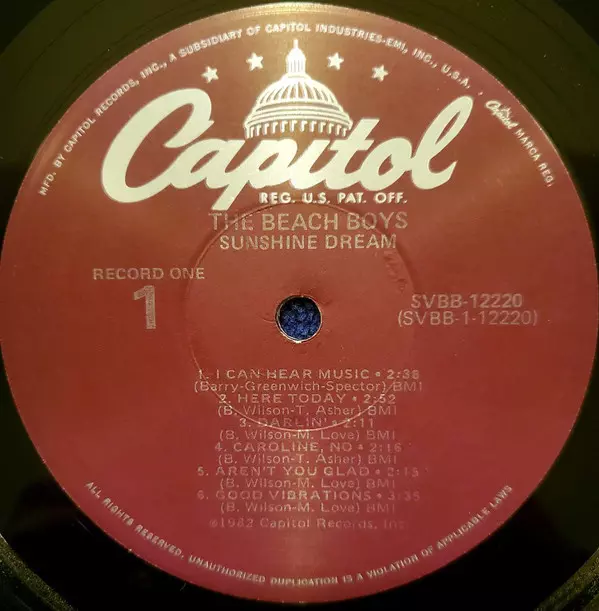 MFD. BY CAPITOL RECORDS, INC., A SUBSIDIARY OF CAPITOL INDUSTRIES-EMI, INC., U.S.A. · Capitol MARCA REG.
Capitol
REG. U.S. PAT. OFF.
THE BEACH BOYS
SUNSHINE DREAM
RECORD ONE
1
SVBB-12220
(SVBB-1-12220)
1. I CAN HEAR MUSIC • 2:36
(Barry-Greenwich-Spector) BMI
2. HERE TODAY • 2:52
(B. Wilson-T. Asher) BMI
3. DARLIN' • 2:11
(B. Wilson-M. Love) BMI
4. CAROLINE, NO • 2:16
(B. Wilson-T. Asher) BMI
5. AREN'T YOU GLAD • 2:15
(B. Wilson-M. Love) BMI
6. GOOD VIBRATIONS • 3:35
(B. Wilson-M. Love) BMI
©1982 Capitol Records, Inc.
ALL RIGHTS RESERVED. UNAUTHORIZED DUPLICATION IS A VIOLATION OF APPLICABLE LAWS